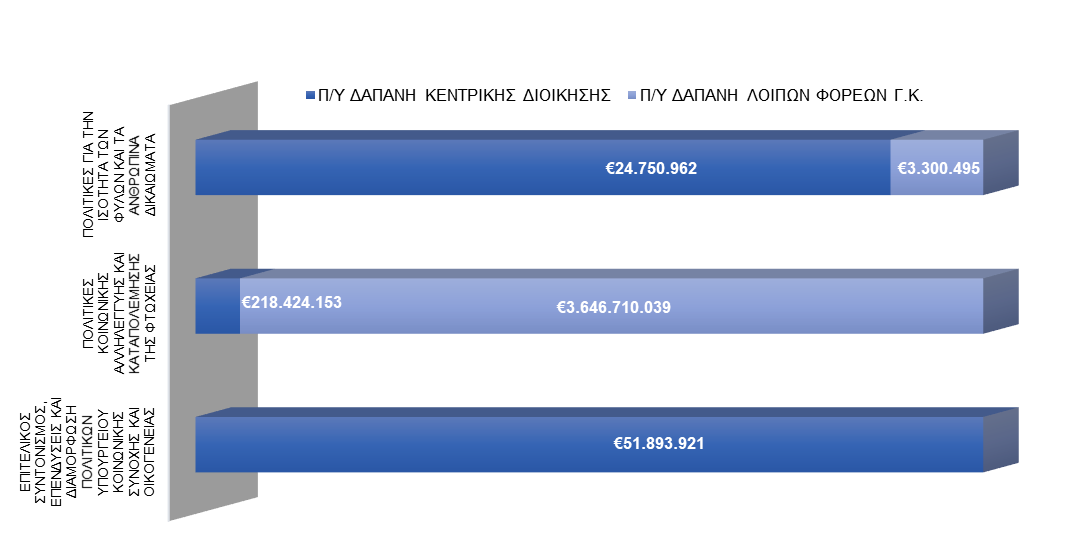 Π/Υ ΔΑΠΑΝΗ ΚΕΝΤΡΙΚΗΣ ΔΙΟΙΚΗΣΗΣ Π/Υ ΔΑΠΑΝΗ ΛΟΙΠΩΝ ΦΟΡΕΩΝ Γ.Κ.
ΠΟΛΙΤΙΚΕΣ ΓΙΑ ΤΗΝ
ΙΣΟΤΗΤΑ ΤΩΝ
ΦΥΛΩΝ ΚΑΙ ΤΑ
ΑΝΘΡΩΠΙΝΑ
ΔΙΚΑΙΩΜΑΤΑ
€24.750.962 €3.300.495
ΠΟΛΙΤΙΚΕΣ
ΚΟΙΝΩΝΙΚΗΣ
ΑΛΛΗΛΕΓΓΥΗΣ ΚΑΙ
ΚΑΤΑΠΟΛΕΜΗΣΗΣ
ΤΗΣ ΦΤΩΧΕΙΑΣ
€218.424.153 €3.646.710.039
ΕΠΙΤΕΛΙΚΟΣ
ΣΥΝΤΟΝΙΣΜΟΣ,
ΕΠΕΝΔΥΣΕΙΣ ΚΑΙ
ΔΙΑΜΟΡΦΩΣΗ
ΠΟΛΙΤΙΚΩΝ
ΥΠΟΥΡΓΕΙΟΥ
ΚΟΙΝΩΝΙΚΗΣ
ΣΥΝΟΧΗΣ ΚΑΙ
ΟΙΚΟΓΕΝΕΙΑΣ
€51.893.921